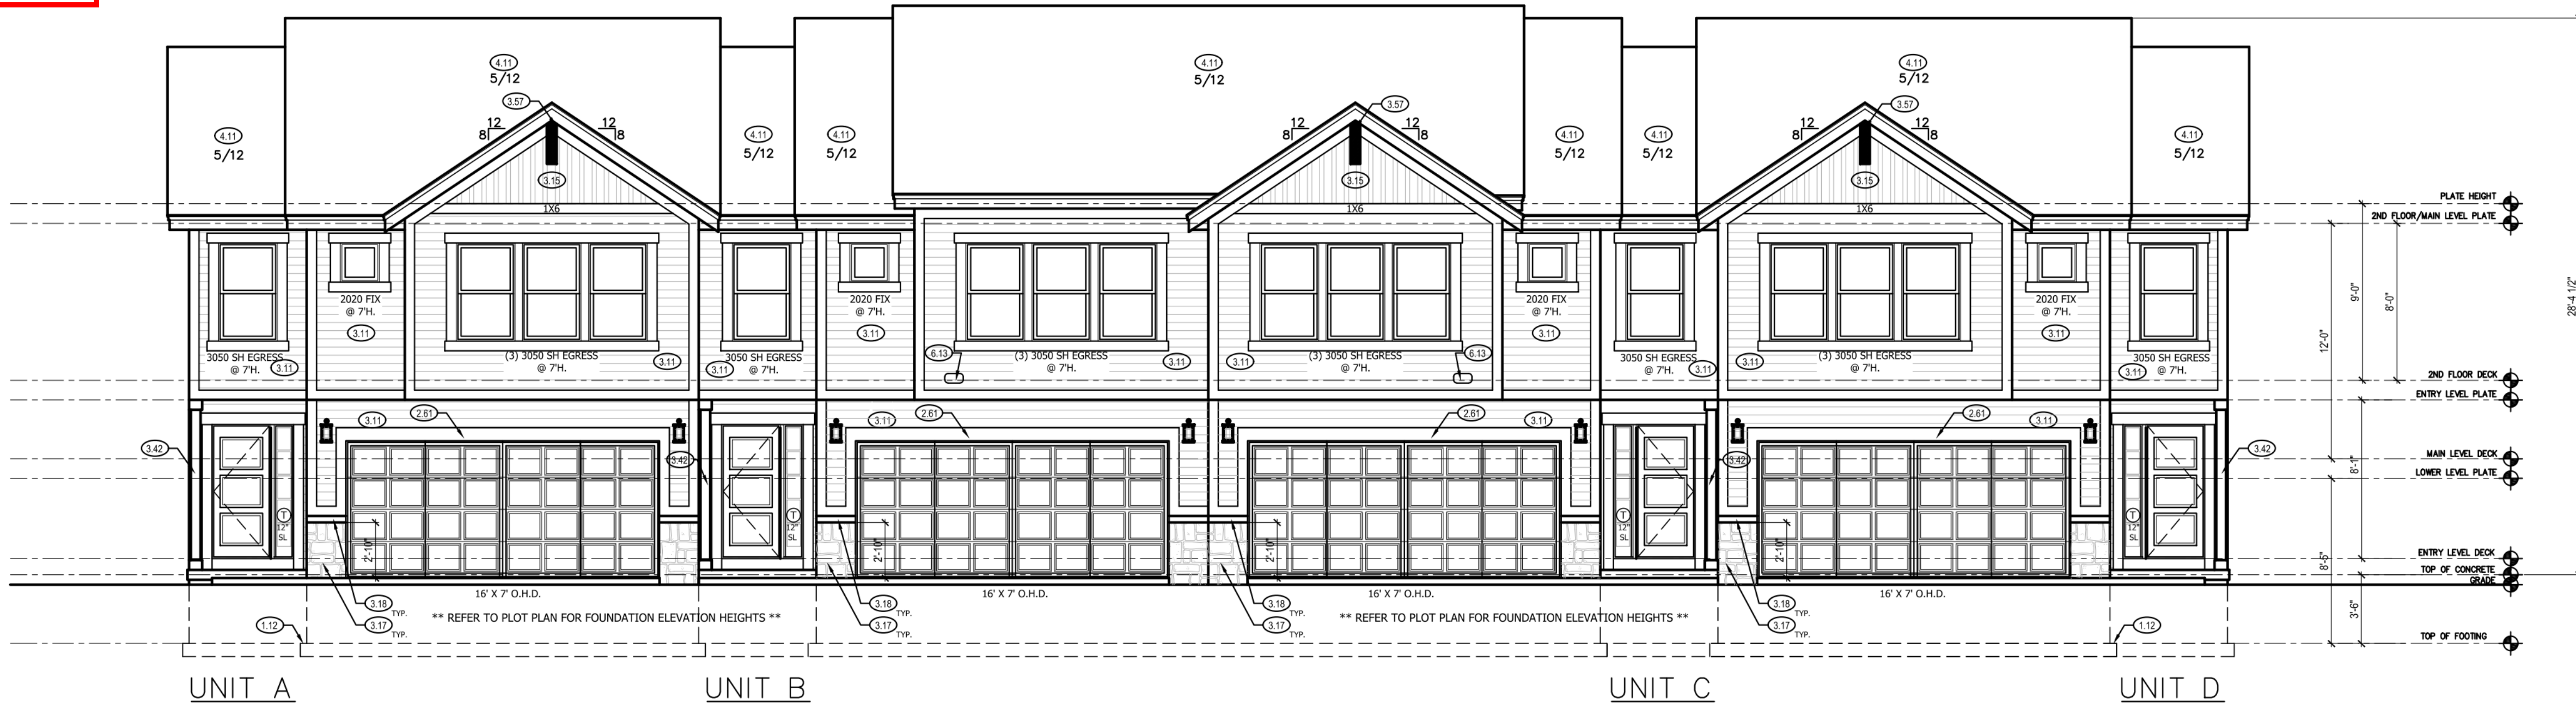 4.11
5/12
4.11
5/12
4.11
5/12
4.11
5/12
4.11
5/12
4.11
5/12
4.11
5/12
4.11
5/12
4.11
5/12
3.57
3.57
3.57
12
8
12
8
12
8
12
8
12
8
12
8
3.15
3.15
3.15
1X6
1X6
1X6
PLATE HEIGHT
2ND FLOOR/MAIN LEVEL PLATE
2020 FIX
@ 7'H.
3.11
2020 FIX
@ 7'H.
3.11
2020 FIX
@ 7'H.
3.11
2020 FIX
@ 7'H.
3.11
3050 SH EGRESS
@ 7'H.
3.11
(3) 3050 SH EGRESS
@ 7'H.
3.11
3050 SH EGRESS
@ 7'H.
3.11
6.13
(3) 3050 SH EGRESS
@ 7'H.
3.11
3.11
(3) 3050 SH EGRESS
@ 7'H.
6.13
3050 SH EGRESS
@ 7'H.
3.11
3.11
(3) 3050 SH EGRESS
@ 7'H.
3050 SH EGRESS
@ 7'H.
3.11
9'-0"
8'-0"
12'-0"
28'-4 1/2"
2ND FLOOR DECK
ENTRY LEVEL PLATE
3.11
2.61
3.11
2.61
2.61
3.11
2.61
3.11
3.42
3.42
3.42
3.42
MAIN LEVEL DECK
LOWER LEVEL PLATE
8'-1"
T
12"
SL
T
12"
SL
T
12"
SL
T
12"
SL
2'-10"
2'-10"
2'-10"
2'-10"
8'-5"
ENTRY LEVEL DECK
TOP OF CONCRETE
GRADE
3'-6"
16' X 7' O.H.D.
16' X 7' O.H.D.
16' X 7' O.H.D.
16' X 7' O.H.D.
3.18 TYP.
3.17 TYP.
3.18 TYP.
3.17 TYP.
3.18 TYP.
3.17 TYP.
3.18 TYP.
3.17 TYP.
** REFER TO PLOT PLAN FOR FOUNDATION ELEVATION HEIGHTS **
** REFER TO PLOT PLAN FOR FOUNDATION ELEVATION HEIGHTS **
1.12
1.12
TOP OF FOOTING
UNIT A
UNIT B
UNIT C
UNIT D